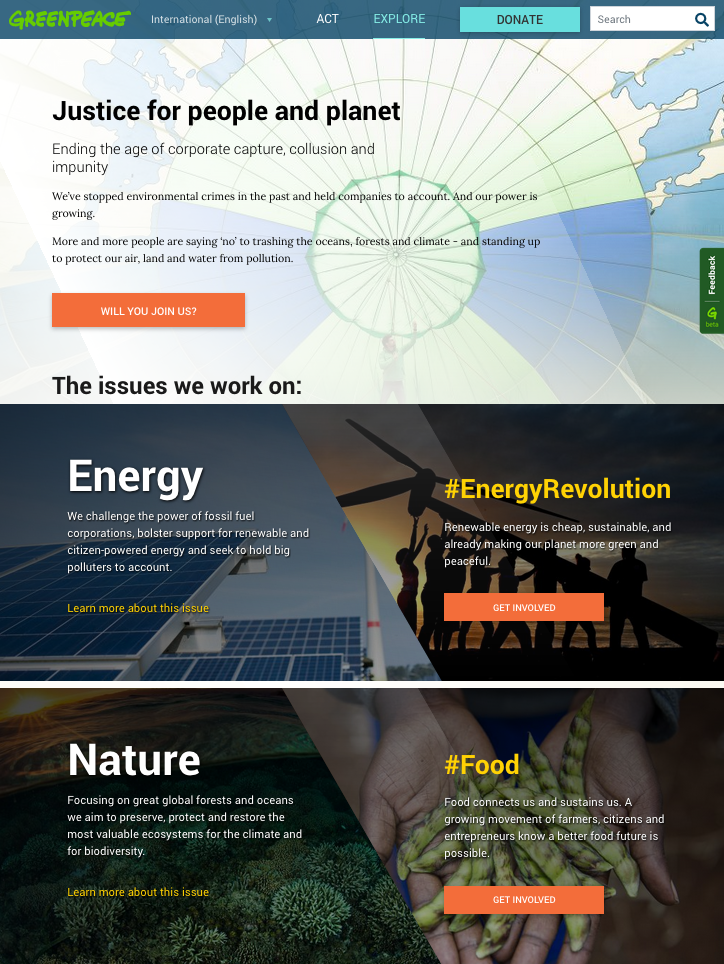 GREENPEACE
International (English)
ACT
EXPLORE
DONATE
Search
Justice for people and planet
Ending the age of corporate capture, collusion and
impunity
We've stopped environmental crimes in the past and held companies to account. And our power is
growing.
More and more people are saying 'no' to trashing the oceans, forests and climate – and standing up
to protect our air, land and water from pollution.
WILL YOU JOIN US?
Feedback
beta
The issues we work on:
Energy
We challenge the power of fossil fuel
corporations, bolster support for renewable and
citizen-powered energy and seek to hold big
polluters to account.
Learn more about this issue
#EnergyRevolution
Renewable energy is cheap, sustainable, and
already making our planet more green and
peaceful.
GET INVOLVED
Nature
Focusing on great global forests and oceans
we aim to preserve, protect and restore the
most valuable ecosystems for the climate and
for biodiversity.
Learn more about this issue
#Food
Food connects us and sustains us. A
growing movement of farmers, citizens and
entrepreneurs know a better food future is
possible.
GET INVOLVED